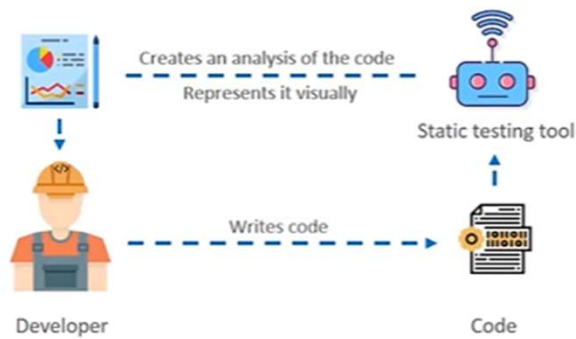 Creates an analysis of the code
Represents it visually
Static testing tool
</>
Writes code
Developer
Code